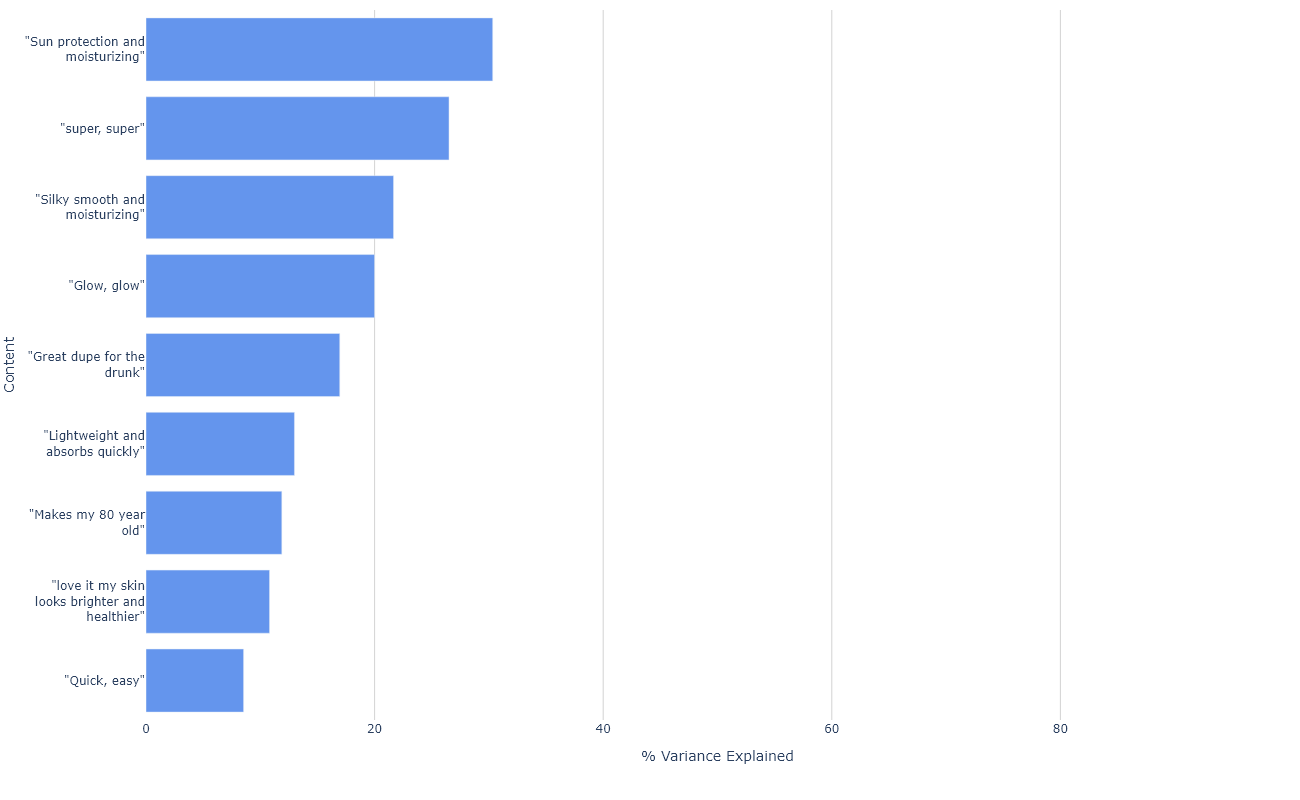 "Sun protection and
moisturizing"
"super, super"
"Silky smooth and
moisturizing"
"Glow, glow"
"Great dupe for the
drunk"
"Lightweight and
absorbs quickly"
"Makes my 80 year
old"
"love it my skin
looks brighter and
healthier"
"Quick, easy"
Content
0 20 40 60 80
% Variance Explained